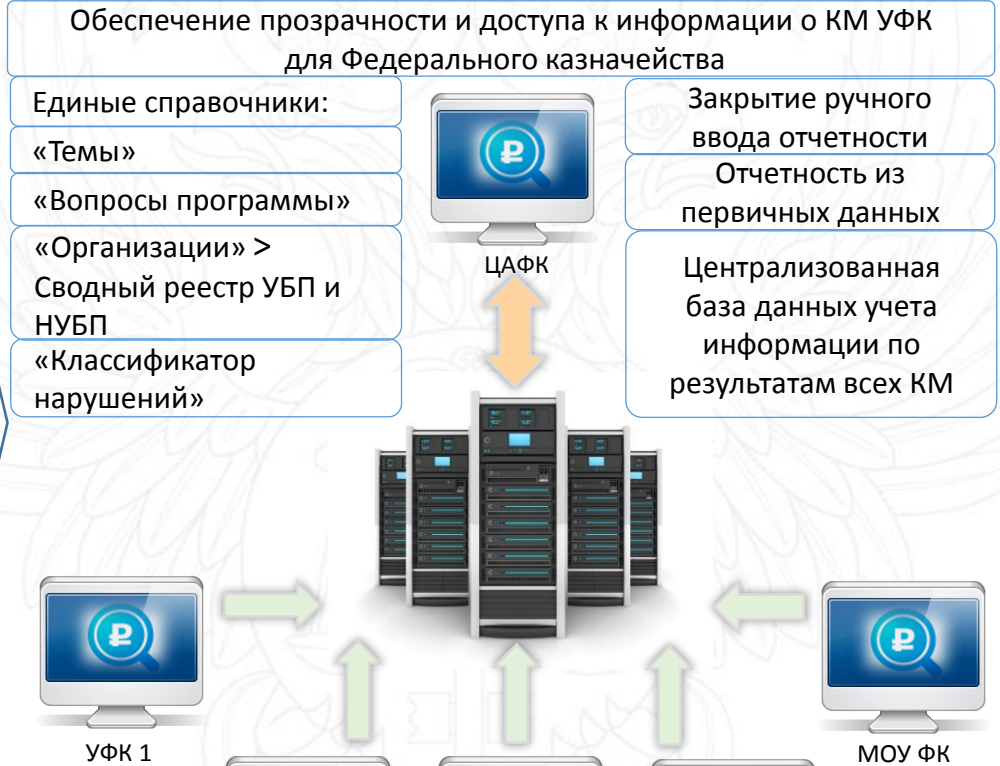 Обеспечение прозрачности и доступа к информации о КМ УФК
для Федерального казначейства
Единые справочники:
«Темы»
«Вопросы программы»
«Организации» >
Сводный реестр УБП и
НУБП
«Классификатор
нарушений»
ЦАФК
Закрытие ручного
ввода отчетности
Отчетность из
первичных данных
Централизованная
база данных учета
информации по
результатам всех КМ
УФК 1
МОУ ФК